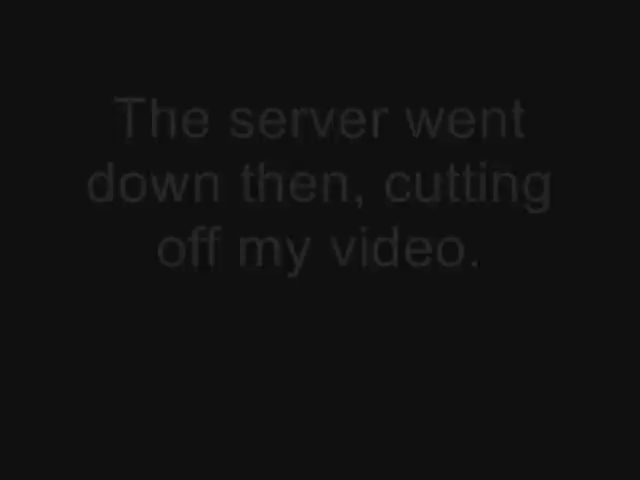 The server went
down then, cutting
off my video.